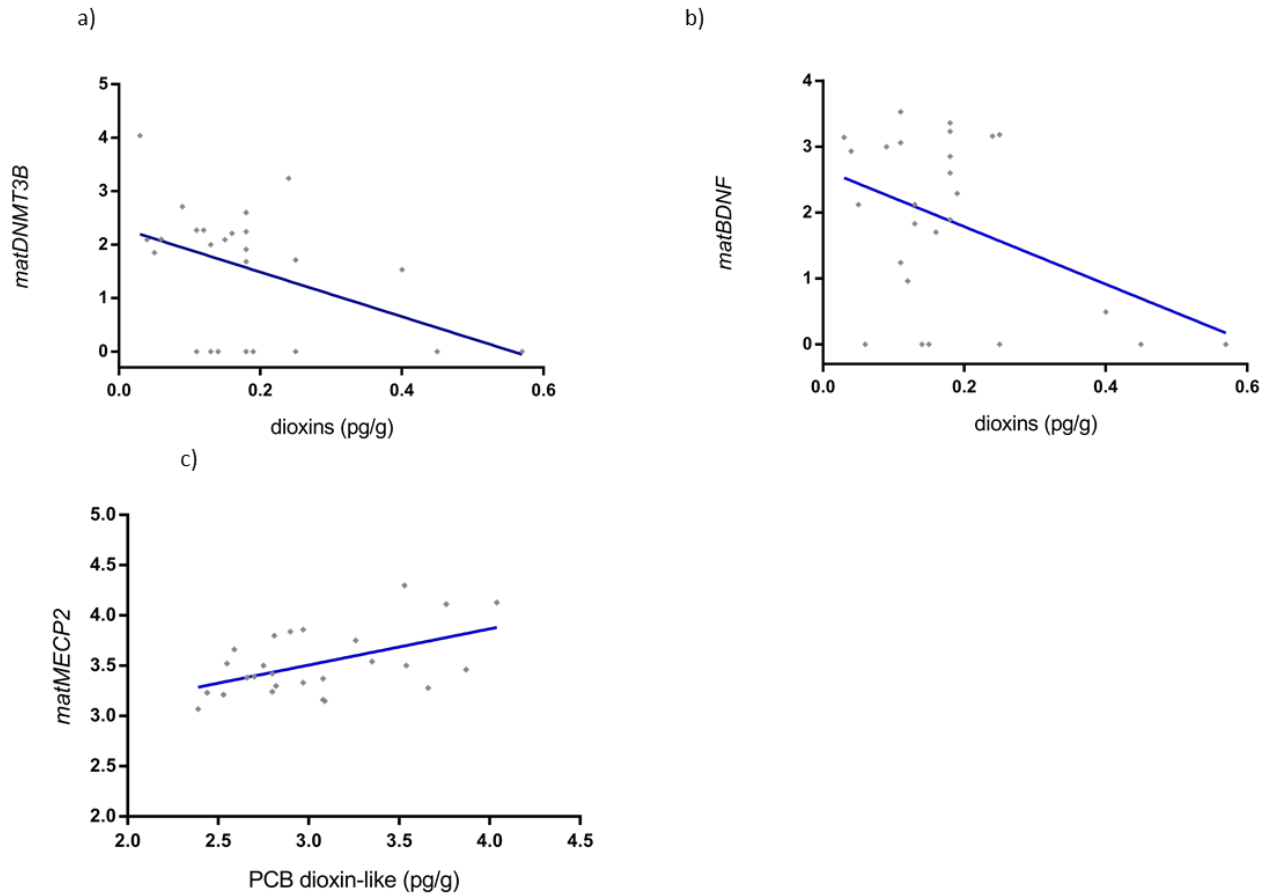 a)
5
4
3
2
1
0
matDNMT3B
0.0 0.2 0.4 0.6
dioxins (pg/g)
b)
4
3
2
1
0
matBDNF
0.0 0.2 0.4 0.6
dioxins (pg/g)
c)
5.0
4.5
4.0
3.5
3.0
2.5
2.0
matMECP2
2.0 2.5 3.0 3.5 4.0 4.5
PCB dioxin-like (pg/g)